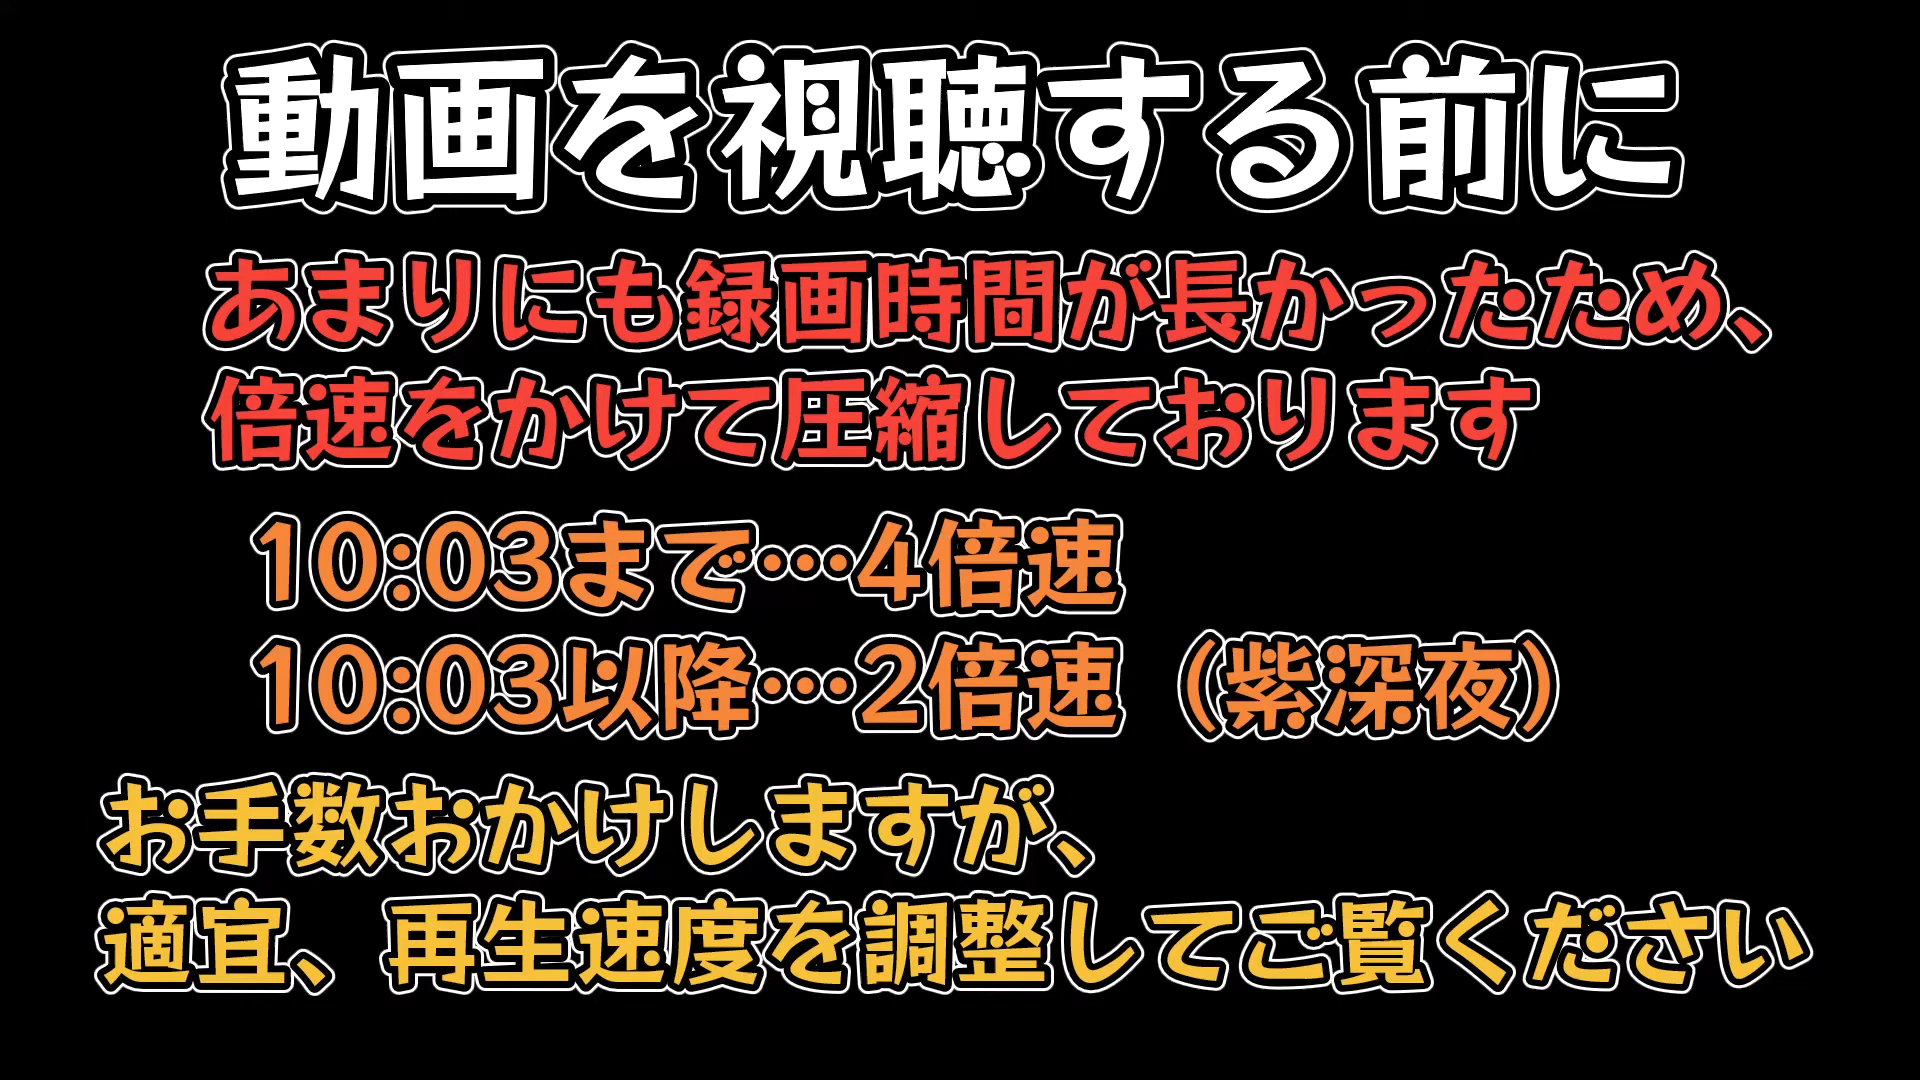 動画を視聴する前に
あまりにも録画時間が長かったため、
倍速をかけて圧縮しております
10:03まで…4倍速
10:03以降…2倍速（紫深夜）
お手数おかけしますが、
適宜、再生速度を調整してご覧ください